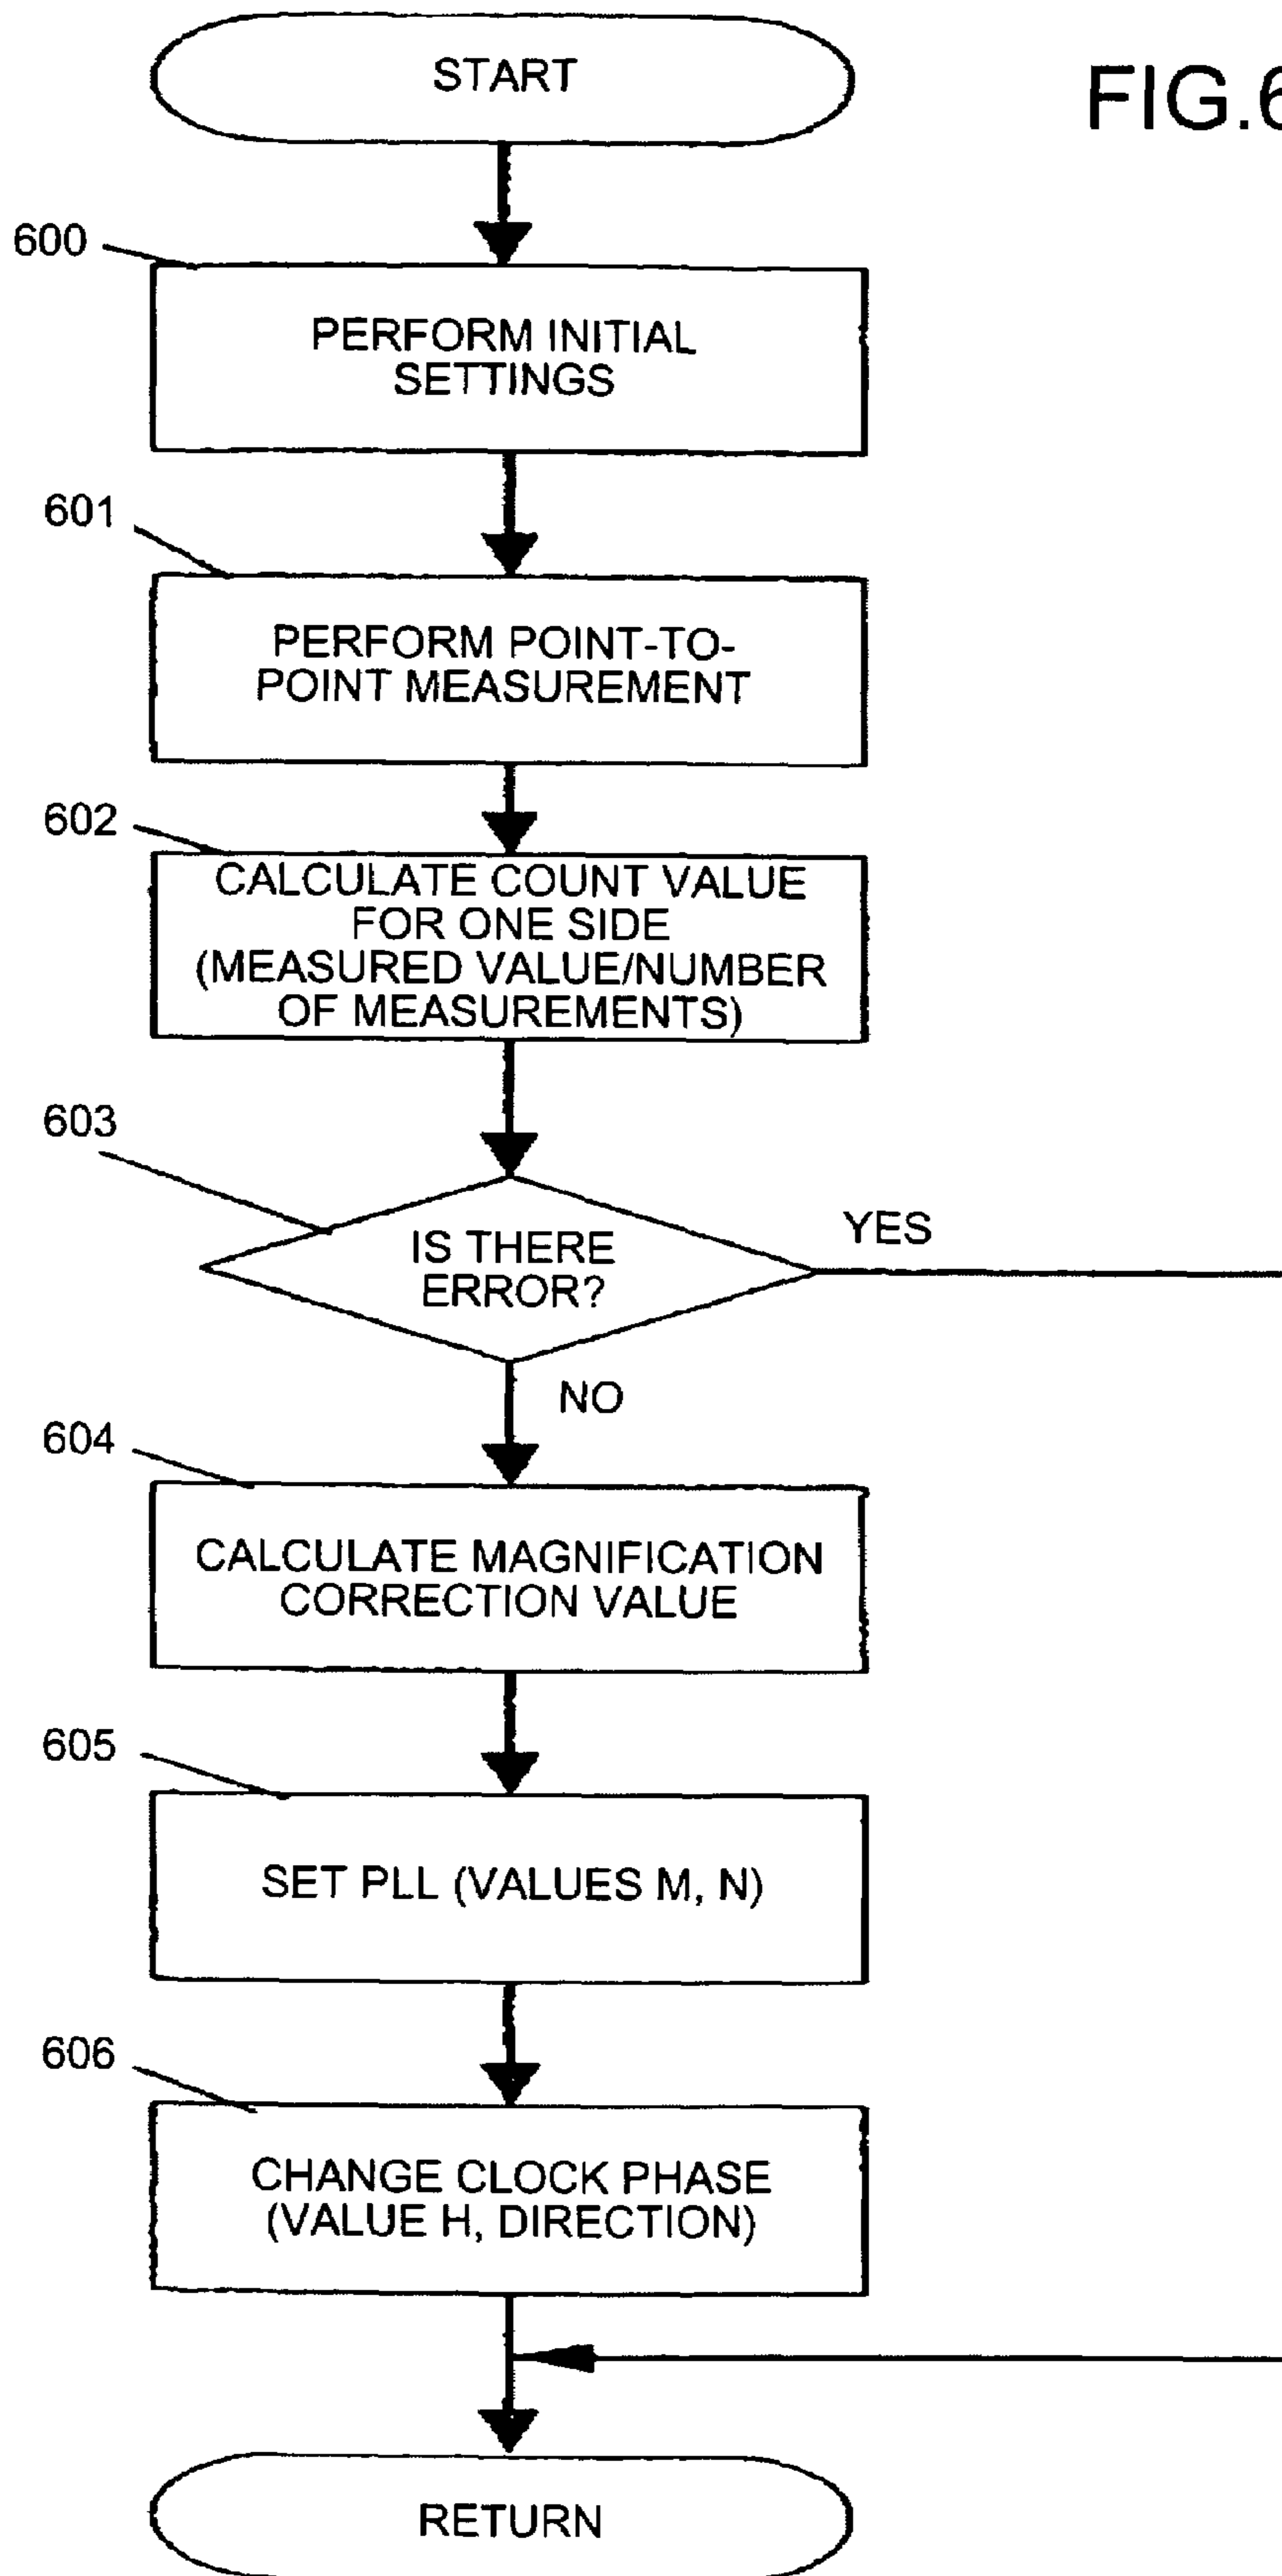 START
FIG.6
600
PERFORM INITIAL
SETTINGS
601
PERFORM POINT-TO-
POINT MEASUREMENT
602
CALCULATE COUNT VALUE
FOR ONE SIDE
(MEASURED VALUE/NUMBER
OF MEASUREMENTS)
603
IS THERE
ERROR?
YES
NO
604
CALCULATE MAGNIFICATION
CORRECTION VALUE
605
SET PLL (VALUES M, N)
606
CHANGE CLOCK PHASE
(VALUE H, DIRECTION)
RETURN